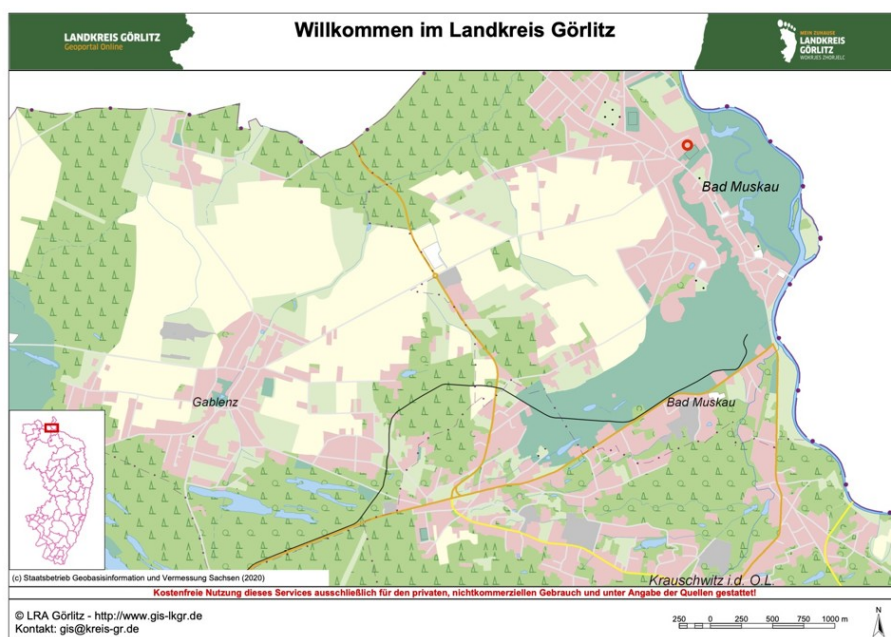 LANDKREIS GÖRLITZ
Geoportal Online
Willkommen im Landkreis Görlitz
MEIN ZUHAUSE
LANDKREIS
GÖRLITZ
WOKRJES ZHORJELC
Bad Muskau
Gablenz
Bad Muskau
Krauschwitz i.d. O.L.
(c) Staatsbetrieb Geobasisinformation und Vermessung Sachsen (2020)
Kostenfreie Nutzung dieses Services ausschließlich für den privaten, nichtkommerziellen Gebrauch und unter Angabe der Quellen gestattet!
© LRA Görlitz - http://www.gis-lkgr.de
Kontakt: gis@kreis-gr.de
250 0 250 500 750 1000 m
N